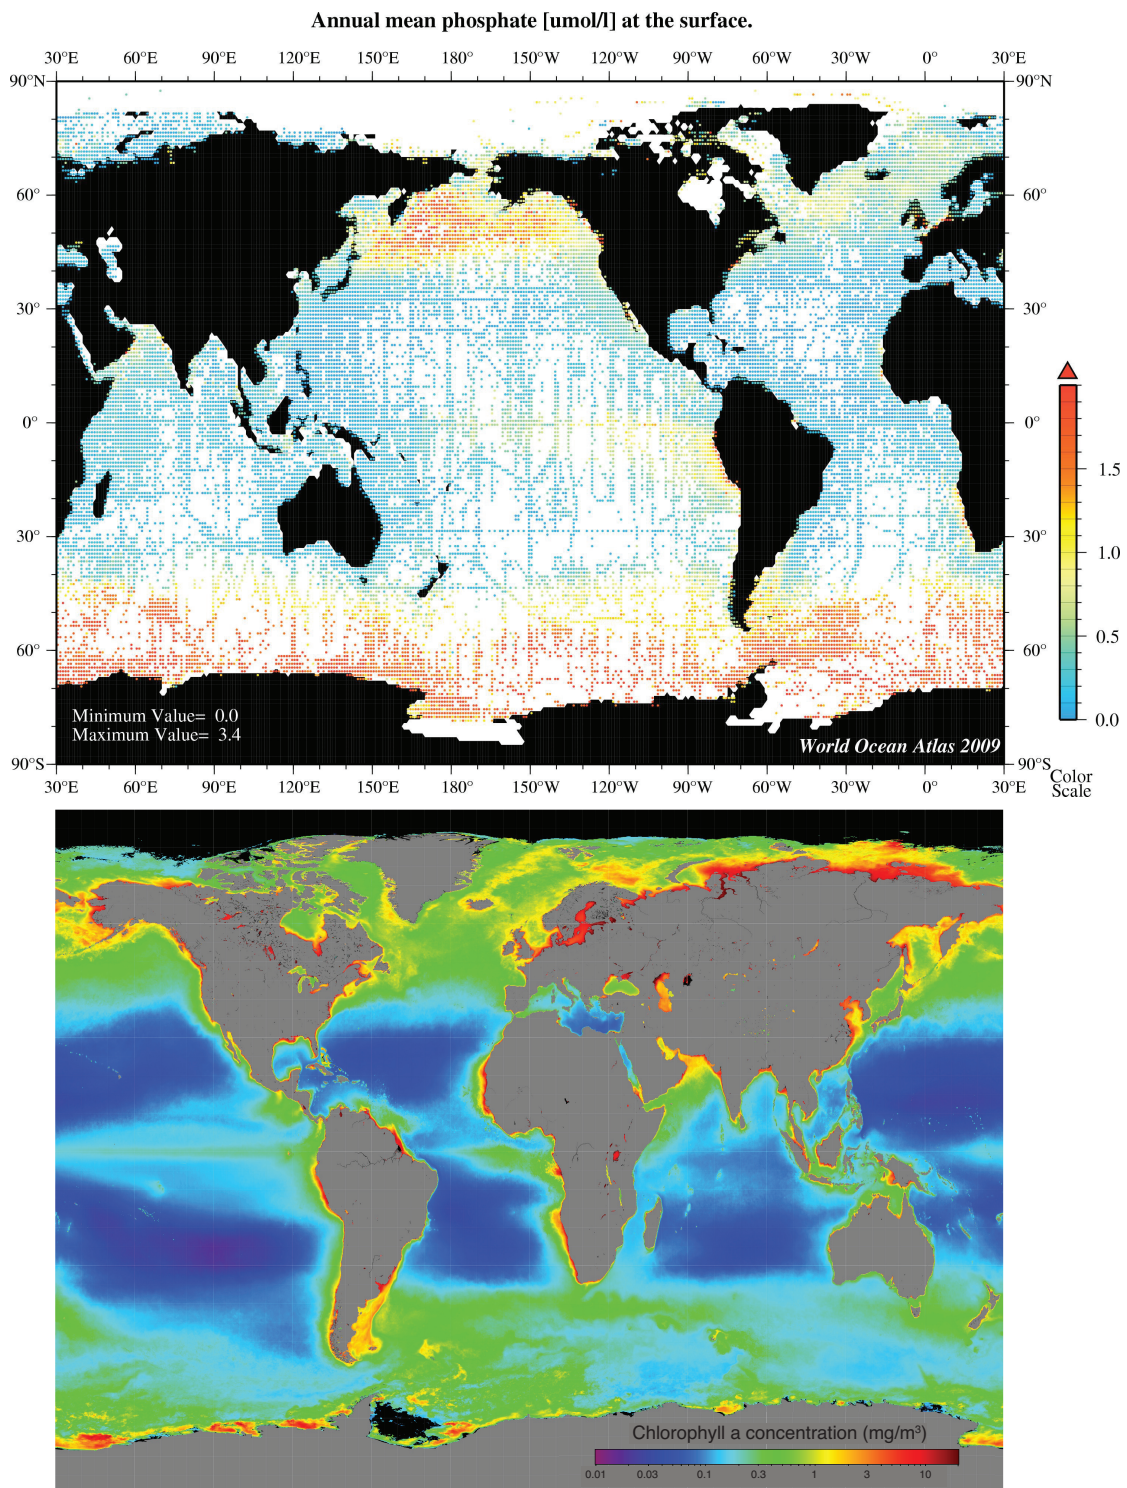 Annual mean phosphate [umol/l] at the surface.
30°E 60°E 90°E 120°E 150°E 180° 150°W 120°W 90°W 60°W 30°W 0° 30°E
90°N 90°N
60° 60°
30° 30°
0° 0°
30° 30°
60° 60°
90°S 90°S
1.5
1.0
0.5
0.0
Color
Scale
Minimum Value= 0.0
Maximum Value= 3.4
World Ocean Atlas 2009
30°E 60°E 90°E 120°E 150°E 180° 150°W 120°W 90°W 60°W 30°W 0° 30°E
Chlorophyll a concentration (mg/m³)
0.01 0.03 0.1 0.3 1 3 10